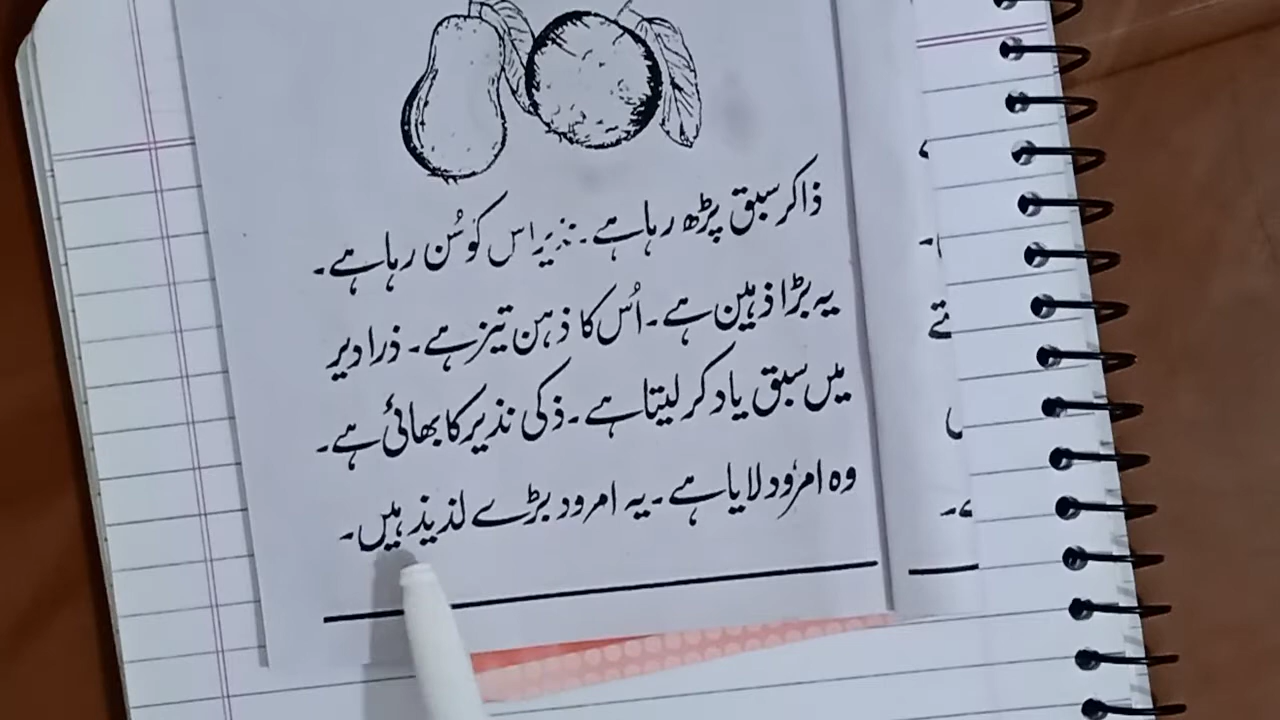 ذاکر سبق پڑھ رہا ہے۔ نذیر اس کو سُن رہا ہے۔
یہ بڑا ذہین ہے۔ اُس کا ذہن تیز ہے۔ ذرا دیر
میں سبق یاد کر لیتا ہے۔ ذکی نذیر کا بھائی ہے۔
وہ امرود لایا ہے۔ یہ امرود بڑے لذیذ ہیں۔